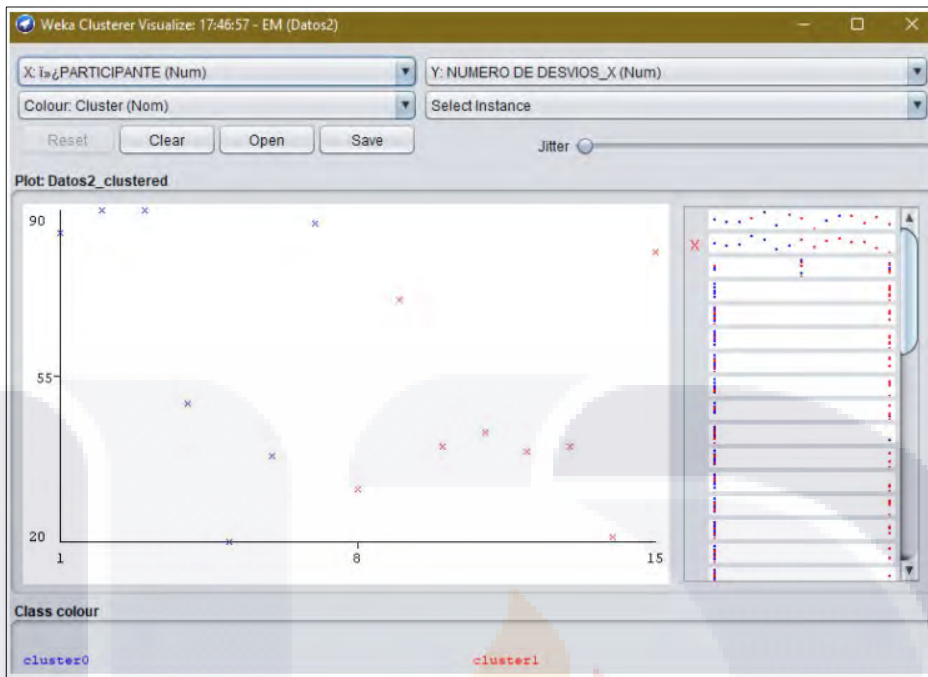 Weka Clusterer Visualize: 17:46:57 - EM (Datos2)
X: ï»¿PARTICIPANTE (Num)
Y: NUMERO DE DESVIOS_X (Num)
Colour: Cluster (Nom)
Select Instance
Reset
Clear
Open
Save
Jitter
Plot: Datos2_clustered
90
55
20
1
8
15
X
Class colour
cluster0
cluster1